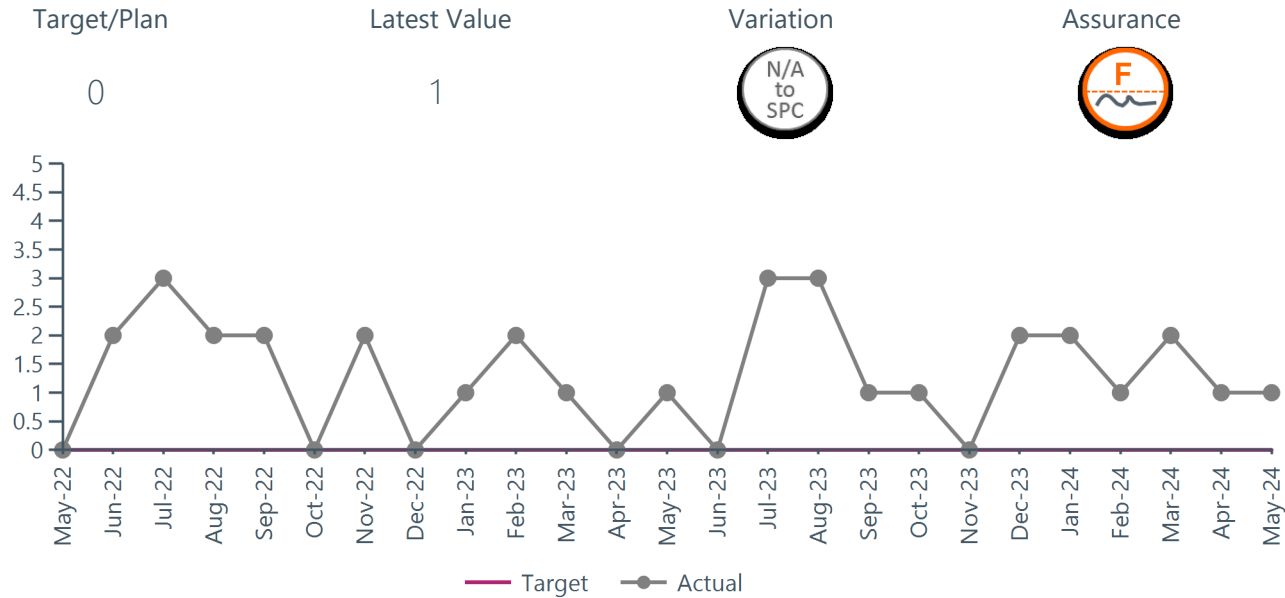 Target/Plan Latest Value Variation Assurance
0 1 N/A to SPC F
5
4.5
4
3.5
3
2.5
2
1.5
1
0.5
0
May-22 Jun-22 Jul-22 Aug-22 Sep-22 Oct-22 Nov-22 Dec-22 Jan-23 Feb-23 Mar-23 Apr-23 May-23 Jun-23 Jul-23 Aug-23 Sep-23 Oct-23 Nov-23 Dec-23 Jan-24 Feb-24 Mar-24 Apr-24 May-24
Target Actual